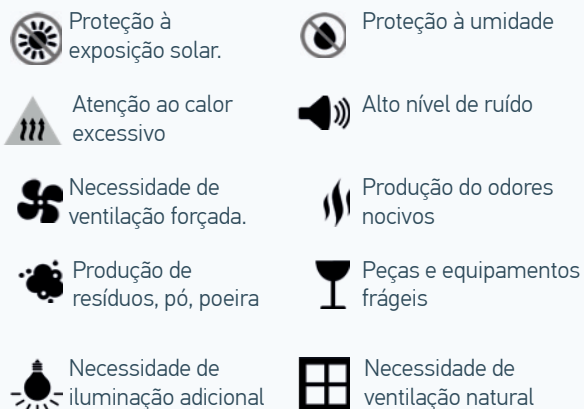 Proteção à
exposição solar.
Proteção à umidade
Atenção ao calor
excessivo
Alto nível de ruído
Necessidade de
ventilação forçada.
Produção do odores
nocivos
Produção de
resíduos, pó, poeira
Peças e equipamentos
frágeis
Necessidade de
iluminação adicional
Necessidade de
ventilação natural